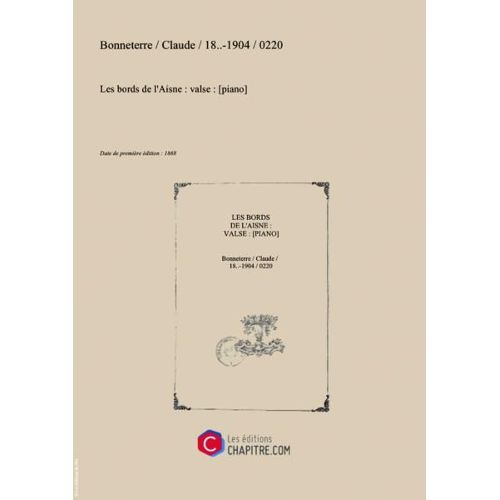 Bonneterre / Claude / 18..-1904 / 0220
Les bords de l'Aisne : valse : [piano]
Date de première édition : 1868
LES BORDS
DE L'AISNE :
VALSE : [PIANO]
Bonneterre / Claude /
18..-1904 / 0220
C
Les éditions
CHAPITRE.COM